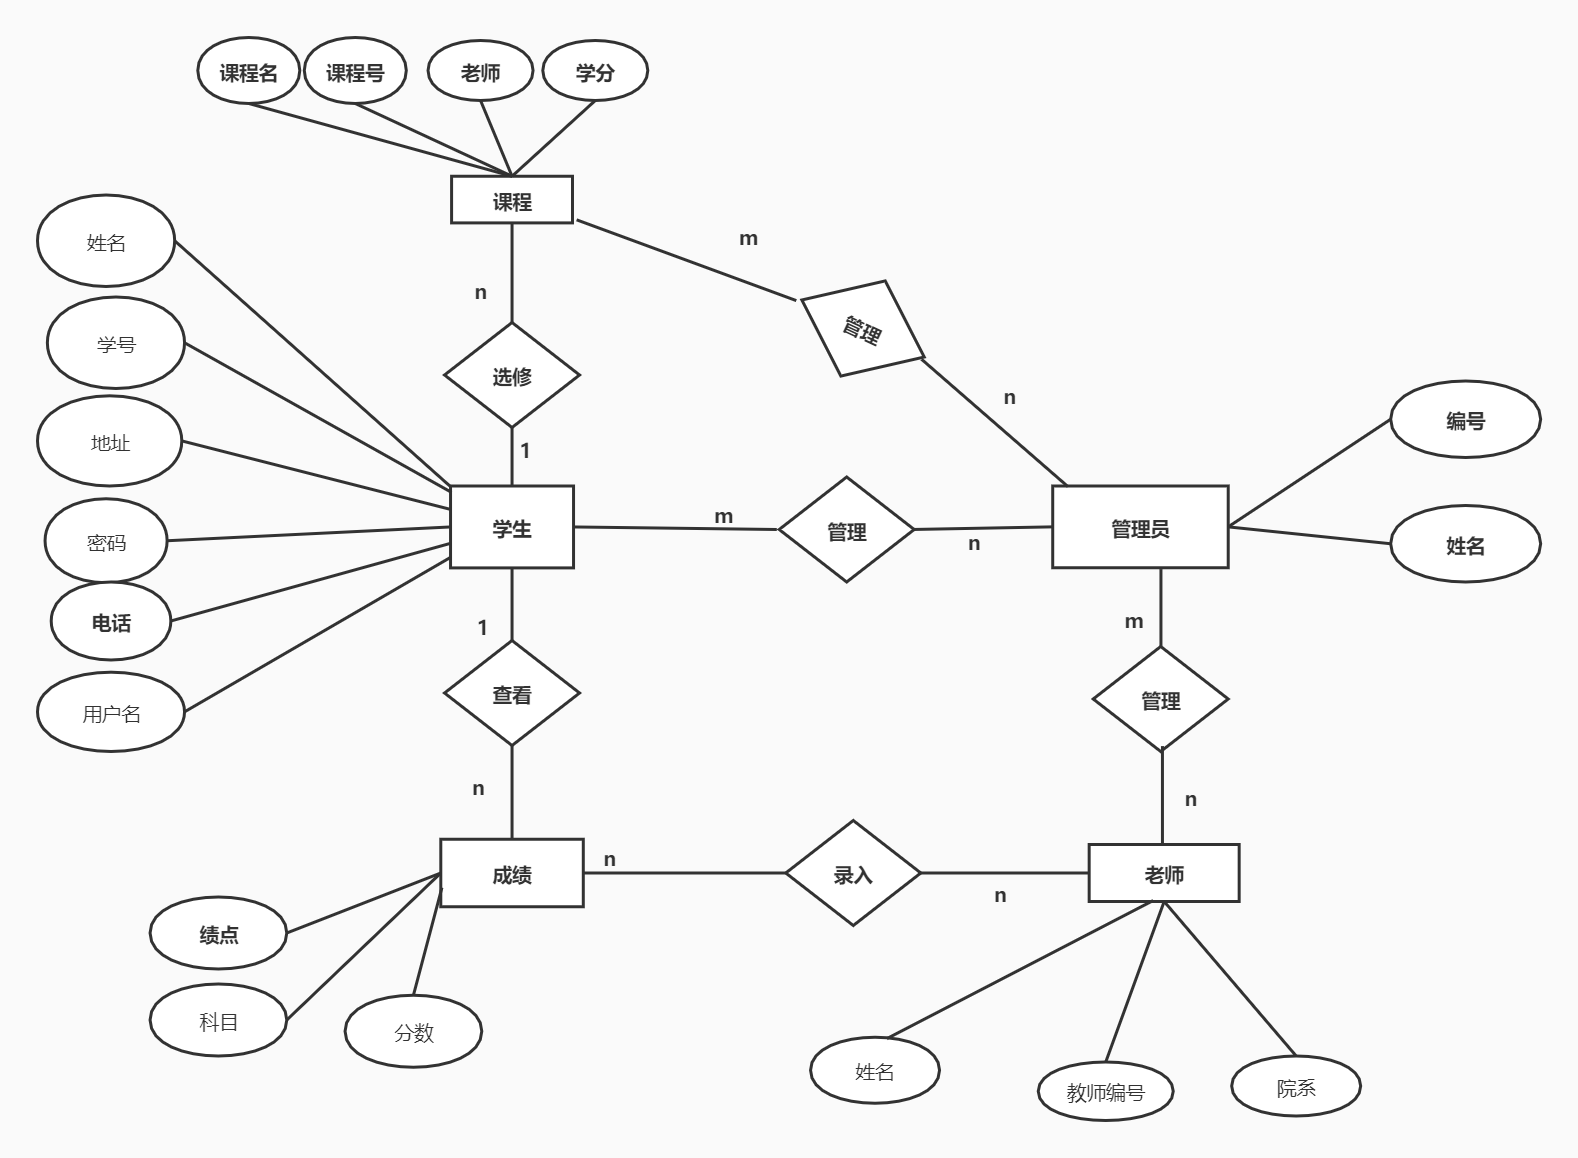 课程名
课程号
老师
学分
课程
姓名
m
n
管理
学号
选修
n
编号
地址
1
学生
m
管理
n
管理员
密码
姓名
电话
1
m
查看
管理
用户名
n
n
成绩
n
录入
n
老师
绩点
科目
分数
姓名
教师编号
院系